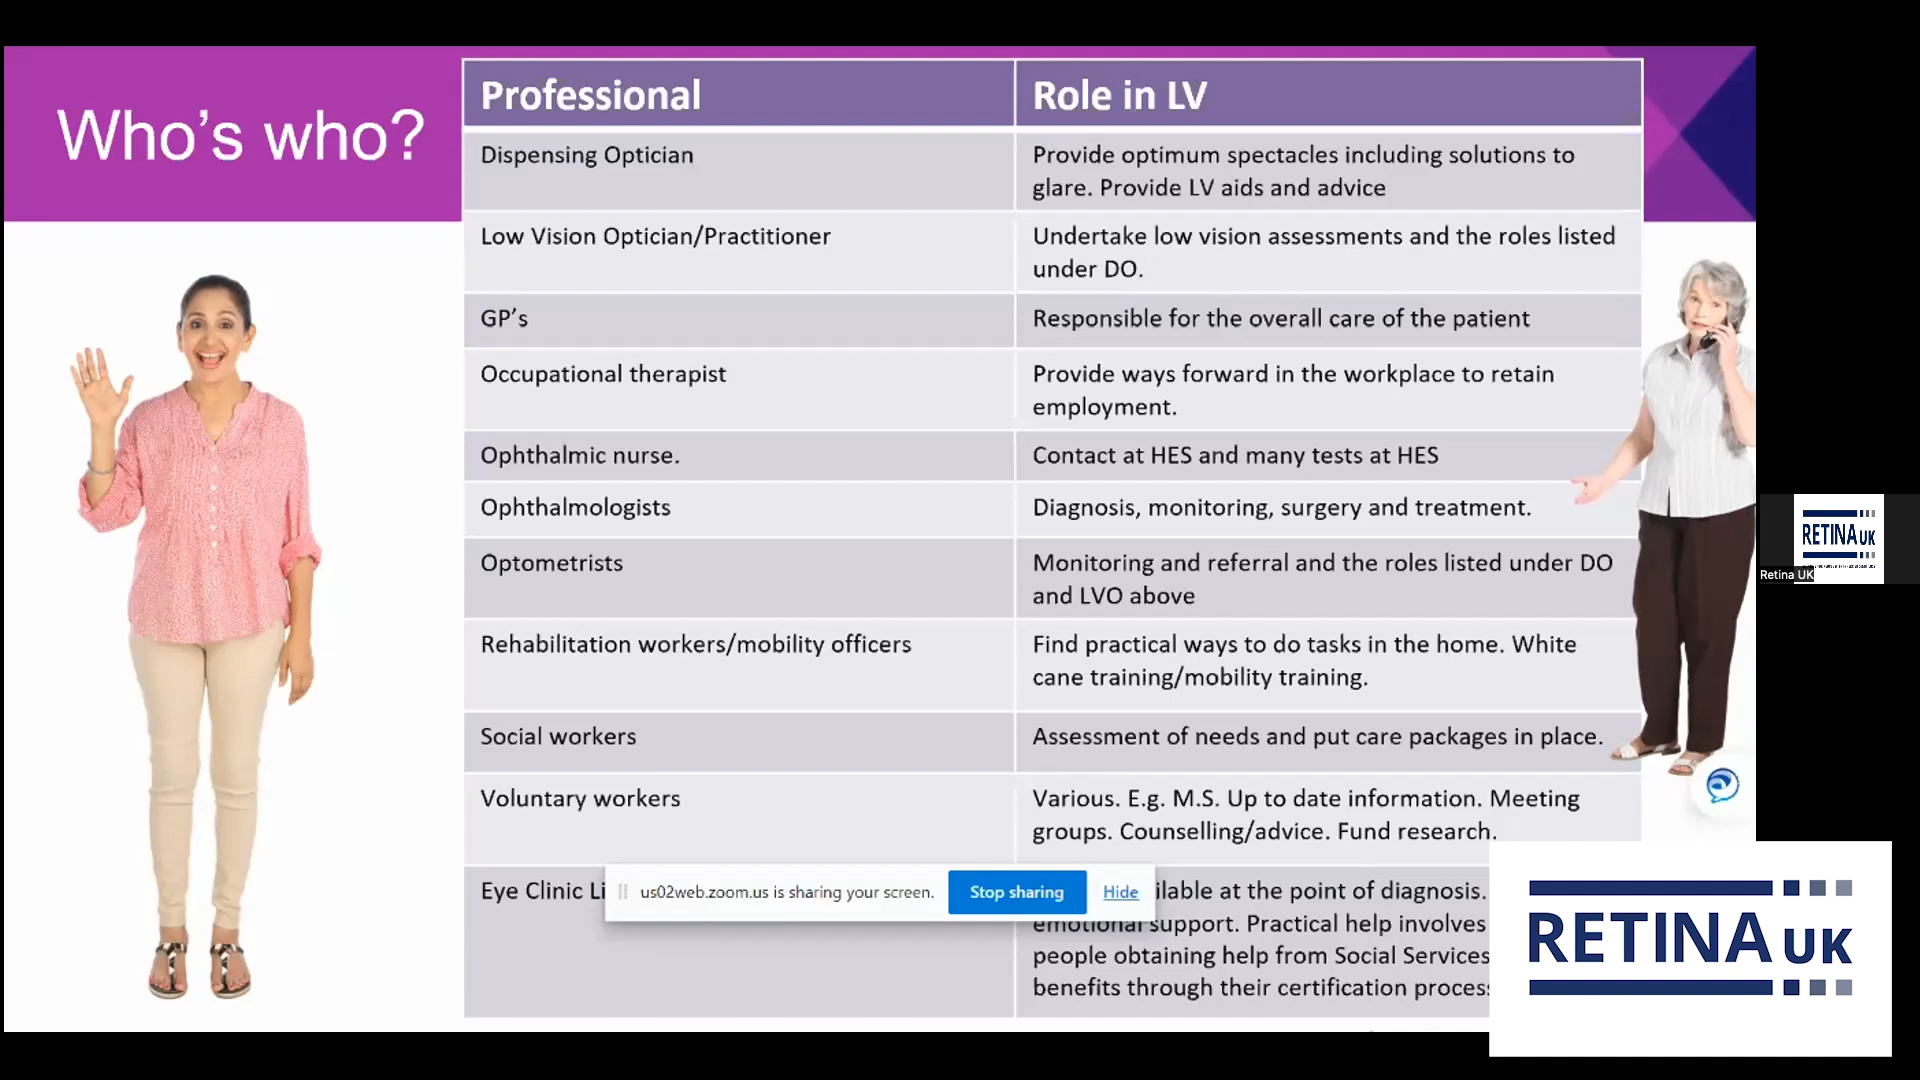 Who's who?
Professional
Role in LV
Dispensing Optician
Provide optimum spectacles including solutions to
glare. Provide LV aids and advice
Low Vision Optician/Practitioner
Undertake low vision assessments and the roles listed
under DO.
GP's
Responsible for the overall care of the patient
Occupational therapist
Provide ways forward in the workplace to retain
employment.
Ophthalmic nurse.
Contact at HES and many tests at HES
Ophthalmologists
Diagnosis, monitoring, surgery and treatment.
Optometrists
Monitoring and referral and the roles listed under DO
and LVO above
Rehabilitation workers/mobility officers
Find practical ways to do tasks in the home. White
cane training/mobility training.
Social workers
Assessment of needs and put care packages in place.
Voluntary workers
Various. E.g. M.S. Up to date information. Meeting
groups. Counselling/advice. Fund research.
Eye Clinic
at the point of diagnosis.
emotional support. Practical help involves
people obtaining help from Social Services
benefits through their certification
us02web.zoom.us is sharing your screen.
Stop sharing
Hide
RETINA UK
Retina UK
RETINA UK